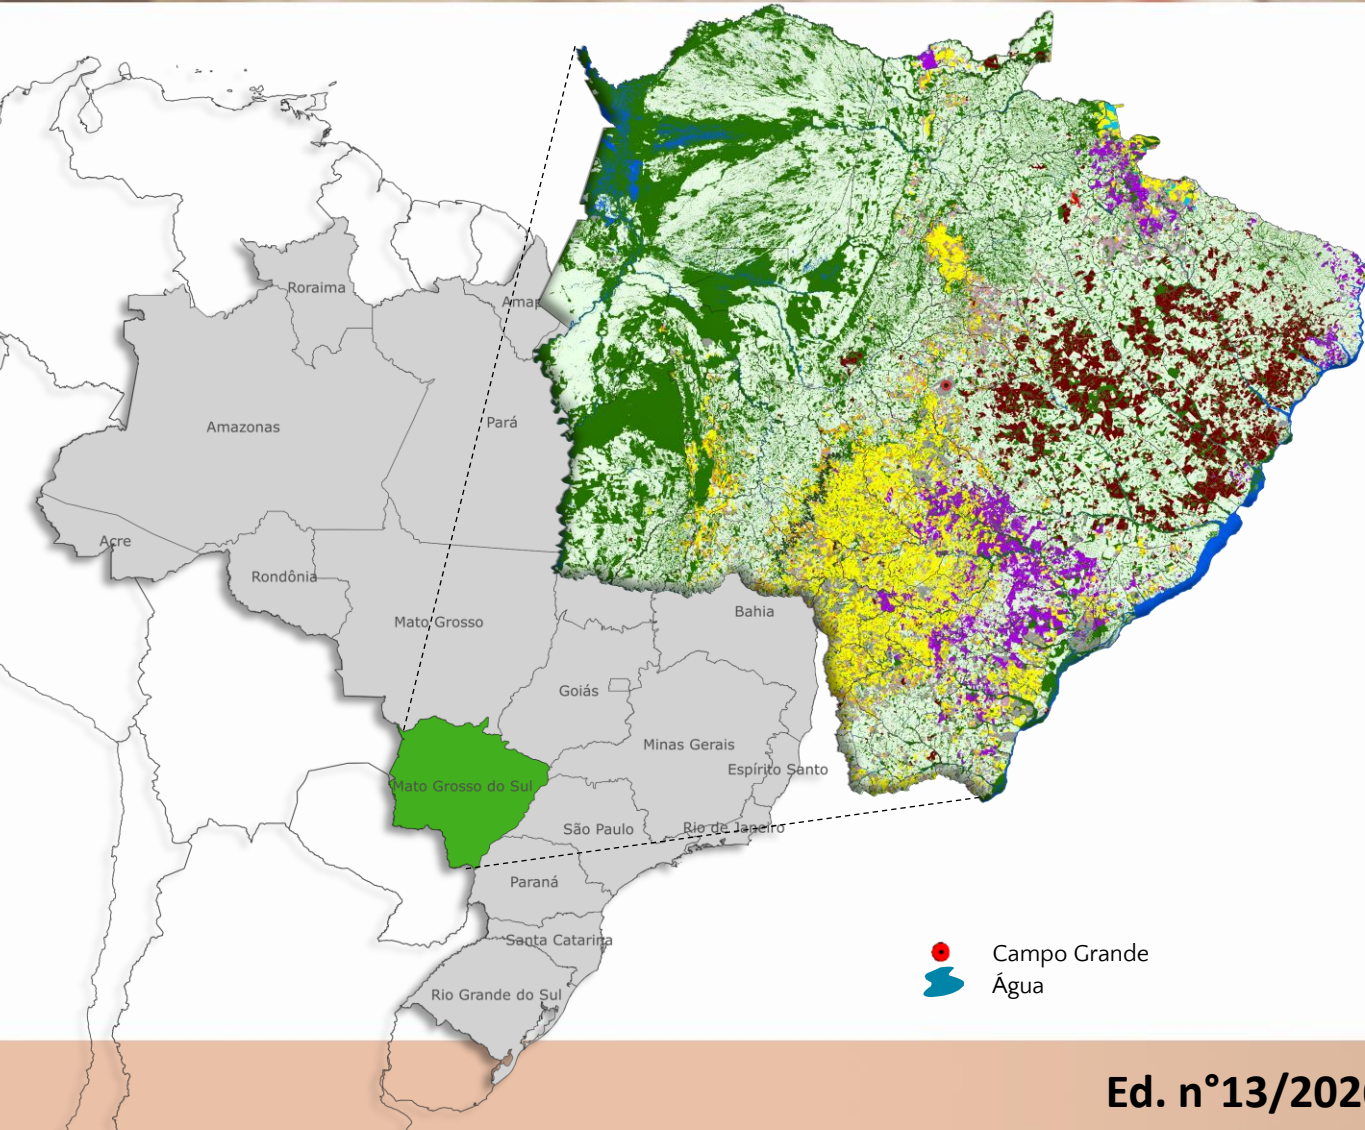 Roraima
Amap
Amazonas
Pará
Acre
Rondônia
Mato Grosso
Bahia
Goiás
Minas Gerais
Espírito Santo
Mato Grosso do Sul
São Paulo
Rio de Janeiro
Paraná
Santa Catarina
Rio Grande do Sul
Campo Grande
Água
Ed. n°13/202